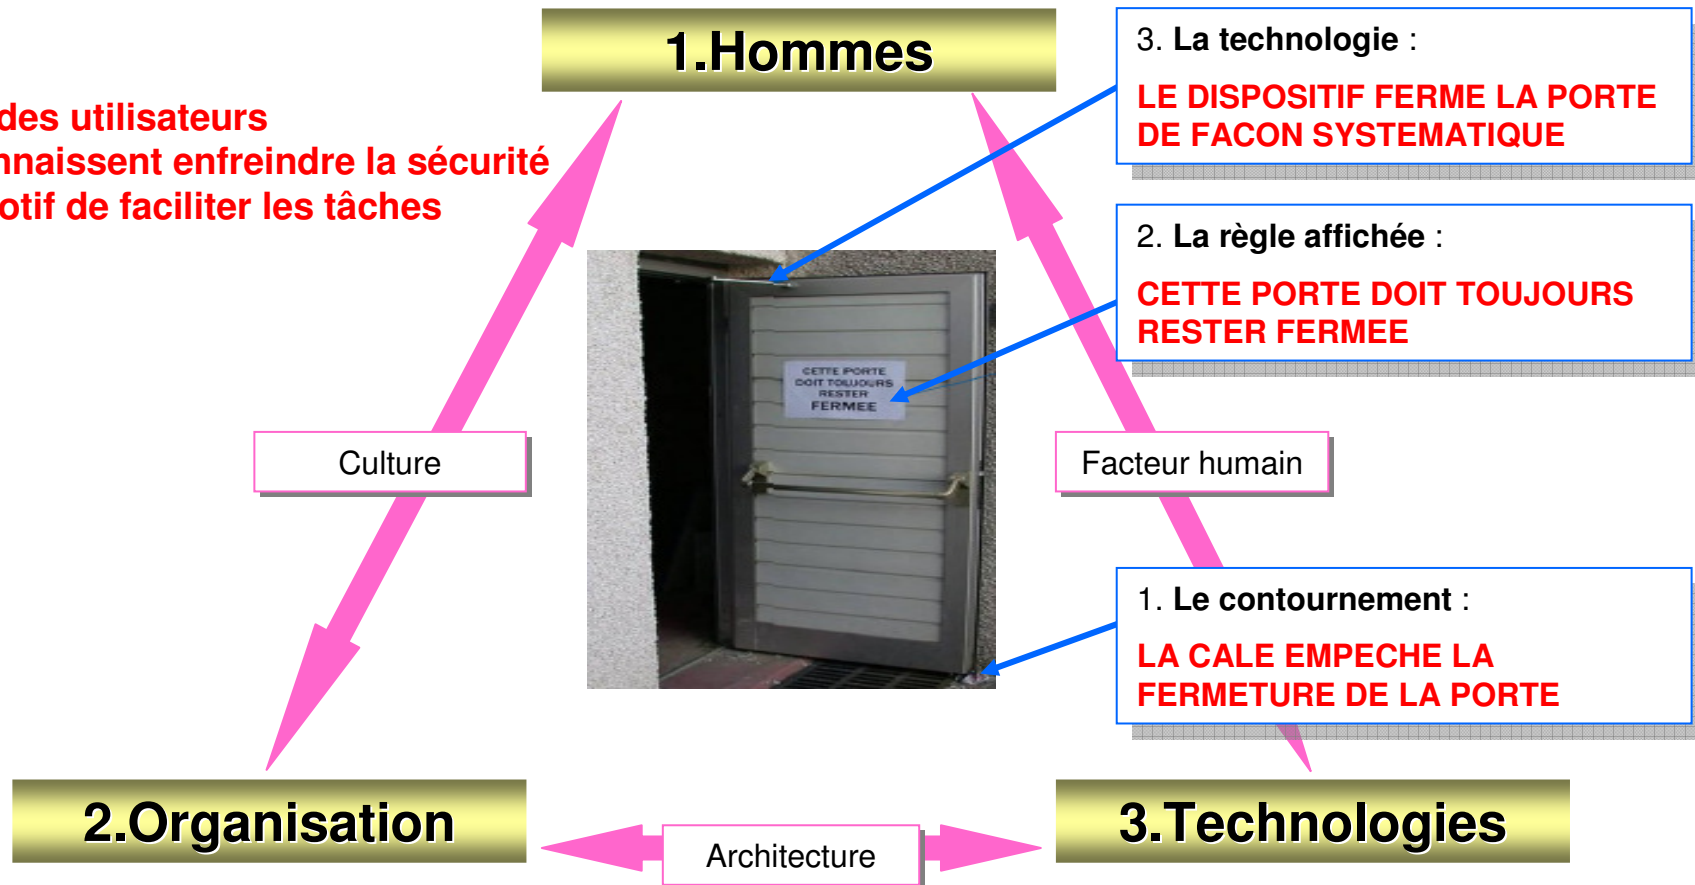 1.Hommes
des utilisateurs
nnaissent enfreindre la sécurité
otif de faciliter les tâches
3. La technologie :
LE DISPOSITIF FERME LA PORTE
DE FACON SYSTEMATIQUE
2. La règle affichée :
CETTE PORTE DOIT TOUJOURS
RESTER FERMEE
CETTE PORTE
DOIT TOUJOURS
RESTER
FERMEE
Culture
Facteur humain
1. Le contournement :
LA CALE EMPECHE LA
FERMETURE DE LA PORTE
2.Organisation
Architecture
3.Technologies